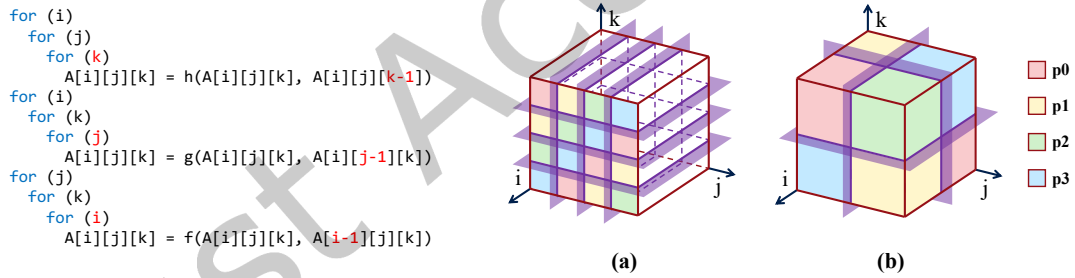 for (i)
for (j)
for (k)
A[i][j][k] = h(A[i][j][k], A[i][j][k-1])
for (i)
for (k)
for (j)
A[i][j][k] = g(A[i][j][k], A[i][j-1][k])
for (j)
for (k)
for (i)
A[i][j][k] = f(A[i][j][k], A[i-1][j][k])
k
i
j
(a)
k
i
j
(b)
p0
p1
p2
p3